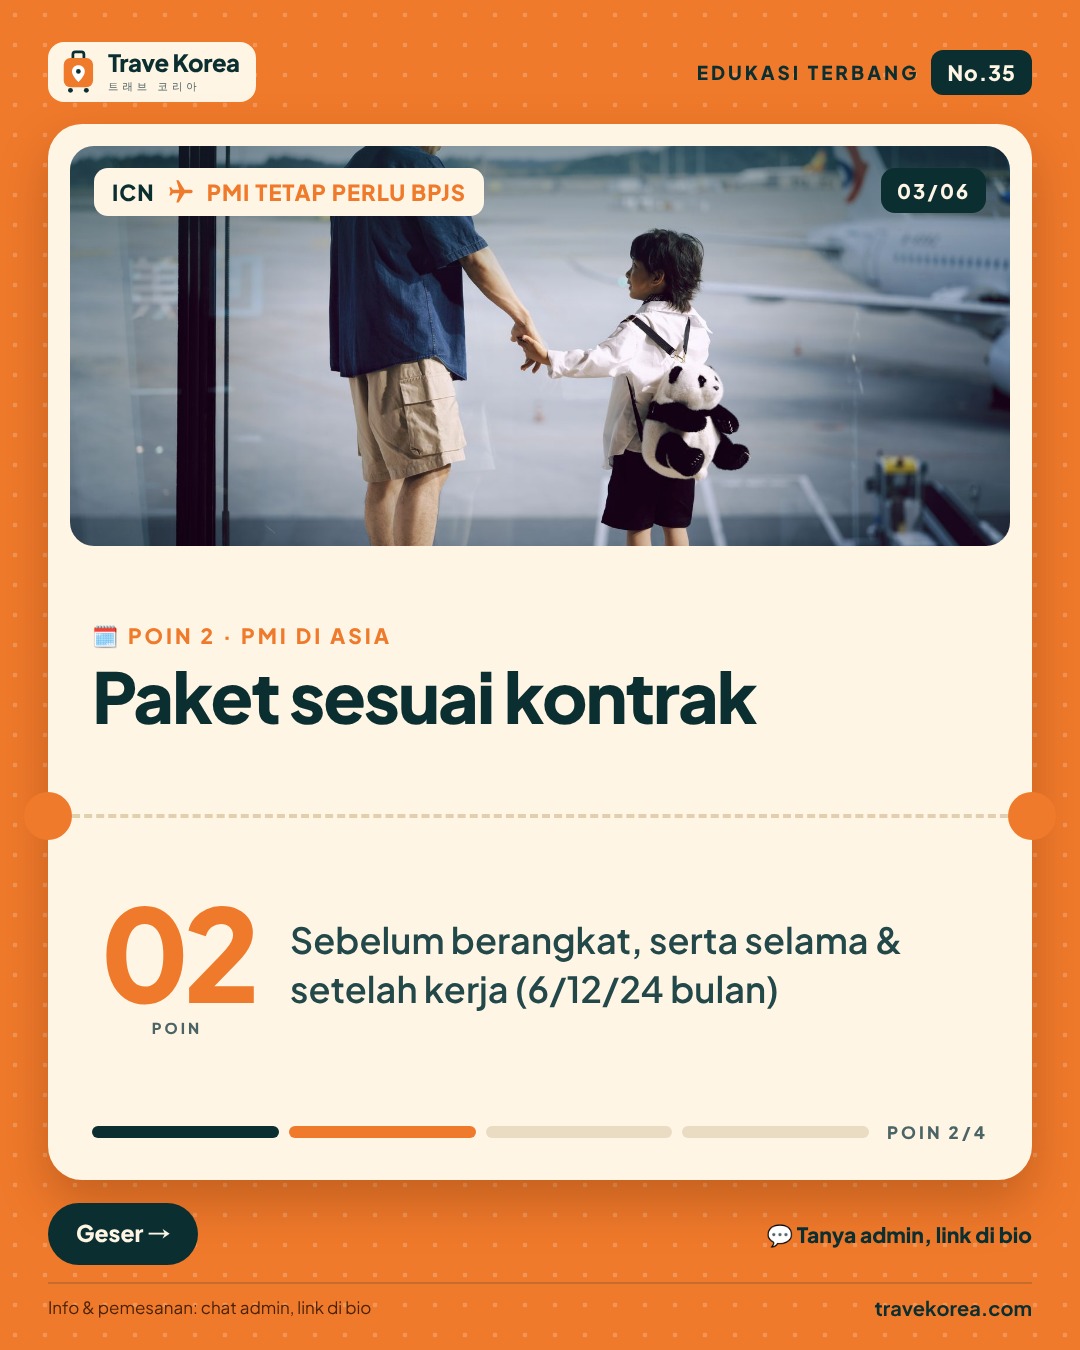 Trave Korea
트래브 코리아
EDUKASI TERBANG
No.35
ICN ✈ PMI TETAP PERLU BPJS
03/06
🗓️ POIN 2 · PMI DI ASIA
Paket sesuai kontrak
02
POIN
Sebelum berangkat, serta selama &
setelah kerja (6/12/24 bulan)
POIN 2/4
Geser →
💬 Tanya admin, link di bio
Info & pemesanan: chat admin, link di bio
travekorea.com